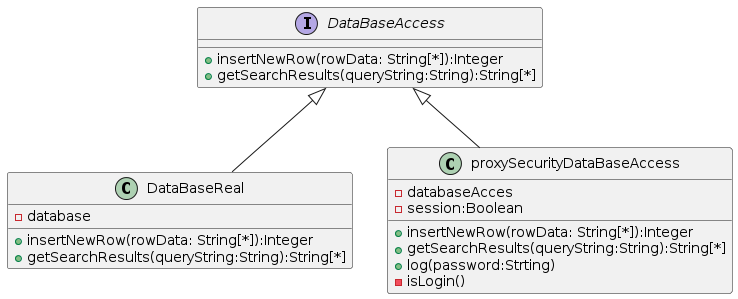 I DataBaseAccess
insertNewRow(rowData: String[*]):Integer
getSearchResults(queryString:String):String[*]
C DataBaseReal
database
insertNewRow(rowData: String[*]):Integer
getSearchResults(queryString:String):String[*]
C proxySecurityDataBaseAccess
databaseAcces
session:Boolean
insertNewRow(rowData: String[*]):Integer
getSearchResults(queryString:String):String[*]
log(password:Strting)
isLogin()